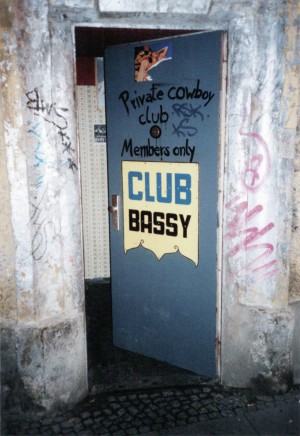 Private cowboy
club
Members only
CLUB
BASSY